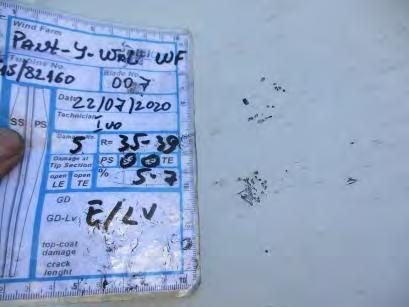 Wind Farm
Pant-Y-Wal WF
Turbine No. Blade No.
15/82160 007
Date 22/07/2020
Technician
Ivo
5 R= 35-39
SS PS
Damage at Tip Section PS 00 TE
open LE open TE % 5-7
GD
GD-Lv E/LV
top-coat damage
crack lenght